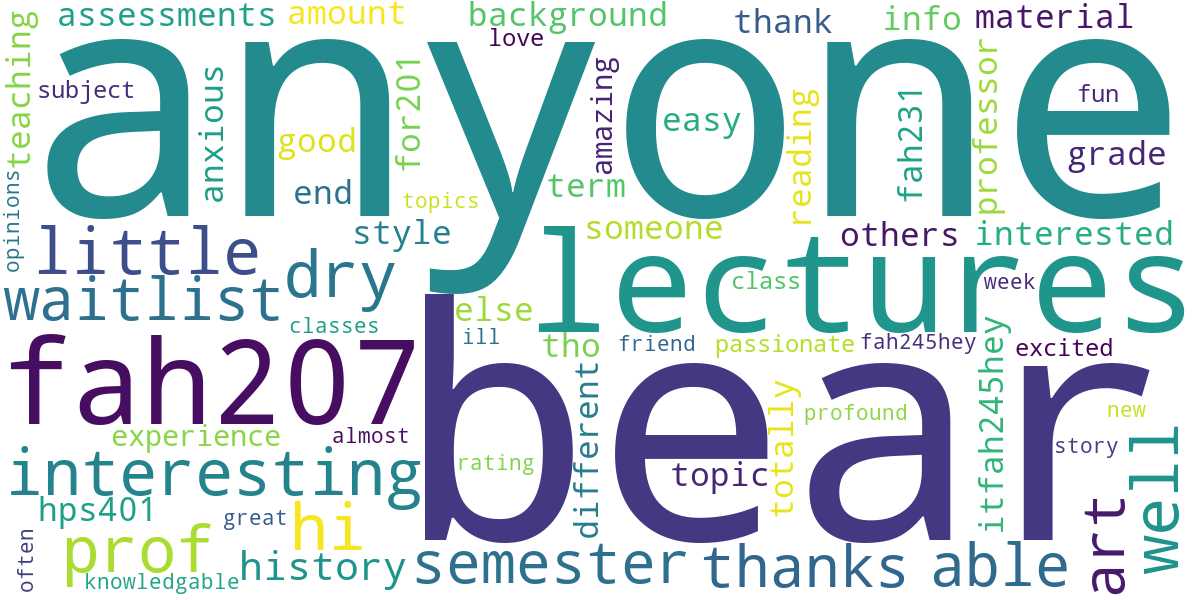 assessments
amount
background
thank
info
material
love
anyone
teaching
subject
anxious
for201
good
end
topics
opinions
style
term
amazing
easy
someone
reading
fah231
professor
fun
grade
others
interested
little
waitlist
dry
lectures
class
week
else
classes
ill
tho
friend
passionate
fah245hey
excited
fah207
bear
different
totally
profound
itfah245hey
new
story
experience
almost
rating
topic
interesting
well
art
hps401
great
hi
prof
often
knowledgable
history
semester
thanks
able